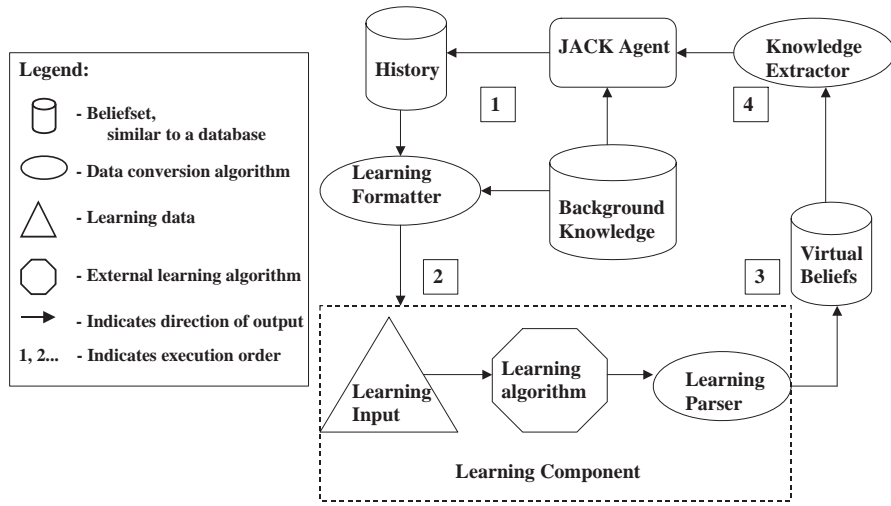 Legend:
- Beliefset,
similar to a database
- Data conversion algorithm
- Learning data
- External learning algorithm
- Indicates direction of output
1, 2... - Indicates execution order
History
JACK Agent
Knowledge
Extractor
1
4
Learning
Formatter
Background
Knowledge
2
3
Virtual
Beliefs
Learning
Input
Learning
algorithm
Learning
Parser
Learning Component